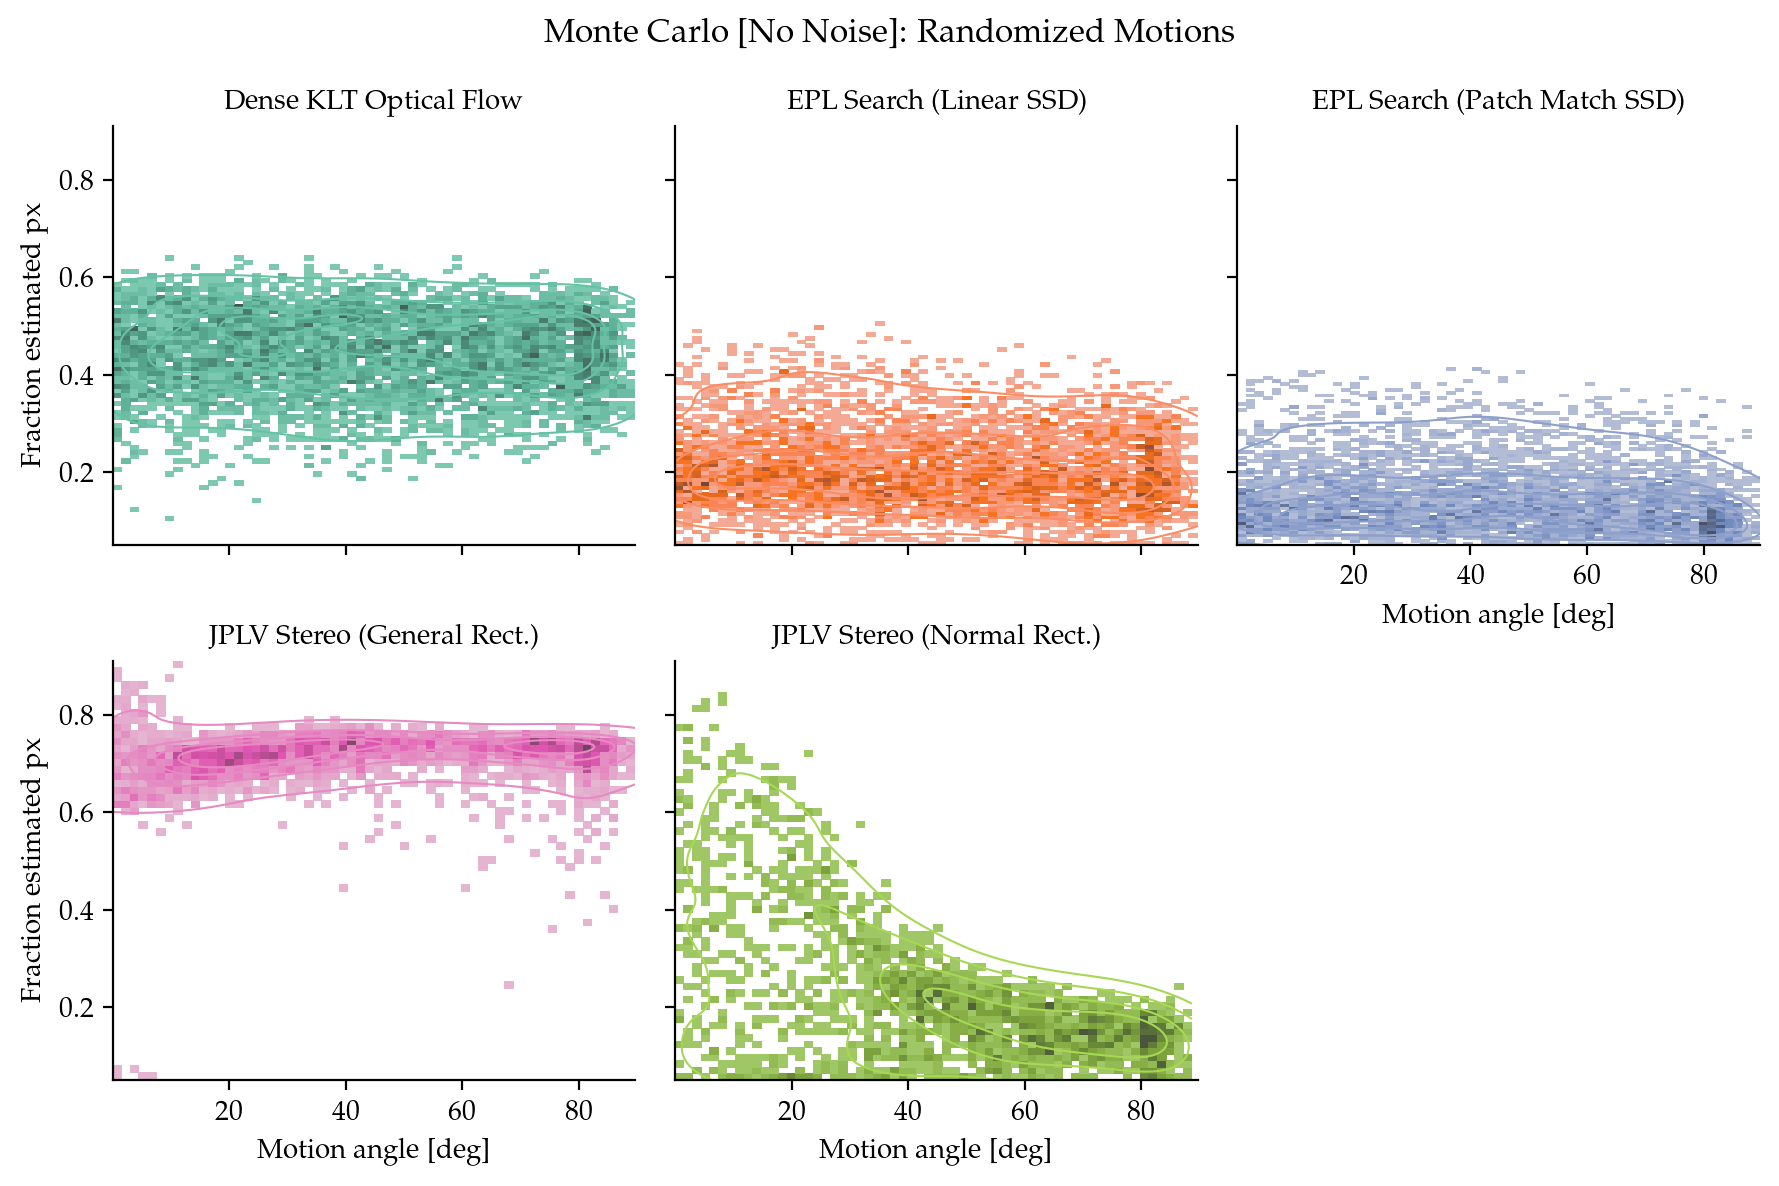 Monte Carlo [No Noise]: Randomized Motions
Dense KLT Optical Flow
EPL Search (Linear SSD)
EPL Search (Patch Match SSD)
Fraction estimated px
0.8
0.6
0.4
0.2
20 40 60 80
Motion angle [deg]
JPLV Stereo (General Rect.)
JPLV Stereo (Normal Rect.)
Fraction estimated px
0.8
0.6
0.4
0.2
20 40 60 80
Motion angle [deg]
20 40 60 80
Motion angle [deg]